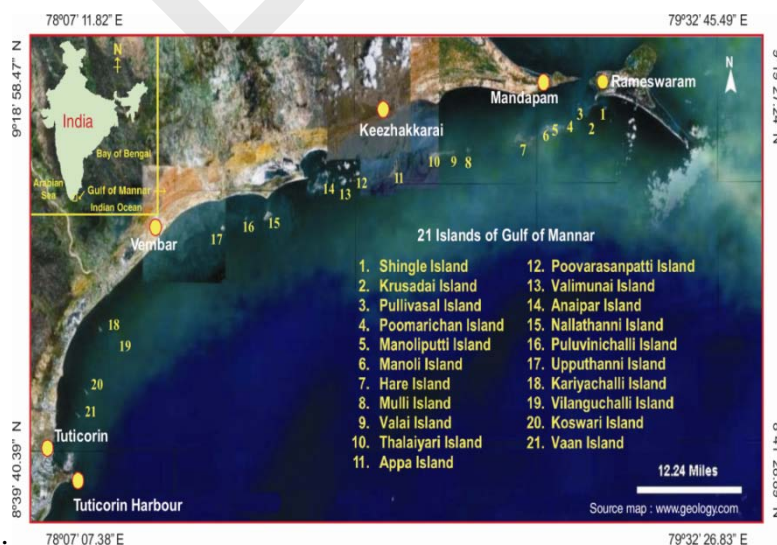 78°07' 11.82" E
79°32' 45.49" E
9°18' 58.47" N
N
India
Bay of Bengal
Arabian
Sea
Gulf of Mannar
Indian Ocean
N
Mandapam
Rameswaram
Keezhakkarai
Vembar
1
2
3
4
5
6
7
8
9
10
11
12
13
14
15
16
17
18
19
20
21
21 Islands of Gulf of Mannar
1. Shingle Island
2. Krusadai Island
3. Pullivasal Island
4. Poomarichan Island
5. Manoliputti Island
6. Manoli Island
7. Hare Island
8. Mulli Island
9. Valai Island
10. Thalaiyari Island
11. Appa Island
12. Poovarasanpatti Island
13. Valimunai Island
14. Anaipar Island
15. Nallathanni Island
16. Puluvinichalli Island
17. Upputhanni Island
18. Kariyachalli Island
19. Vilanguchalli Island
20. Koswari Island
21. Vaan Island
Tuticorin
Tuticorin Harbour
12.24 Miles
Source map : www.geology.com
8°39' 40.39" N
78°07' 07.38" E
79°32' 26.83" E